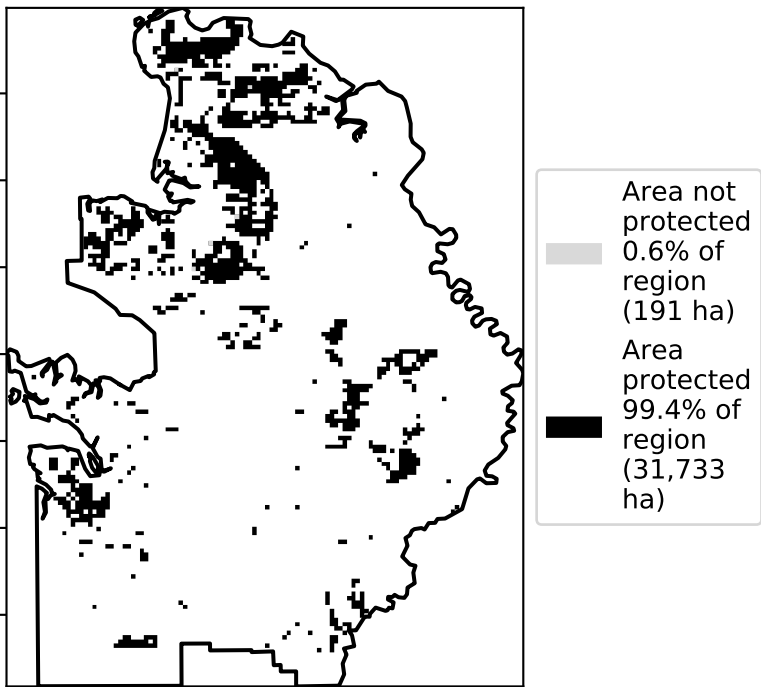 Area not
protected
0.6% of
region
(191 ha)
Area
protected
99.4% of
region
(31,733
ha)